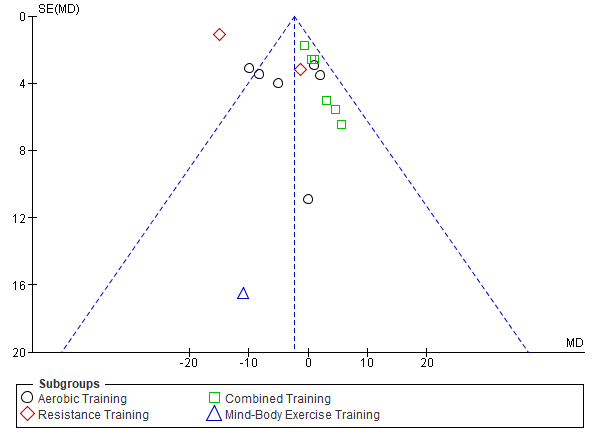 SE(MD)
0
4
8
12
16
20
-20
-10
0
10
20
MD
Subgroups
Aerobic Training
Combined Training
Resistance Training
Mind-Body Exercise Training